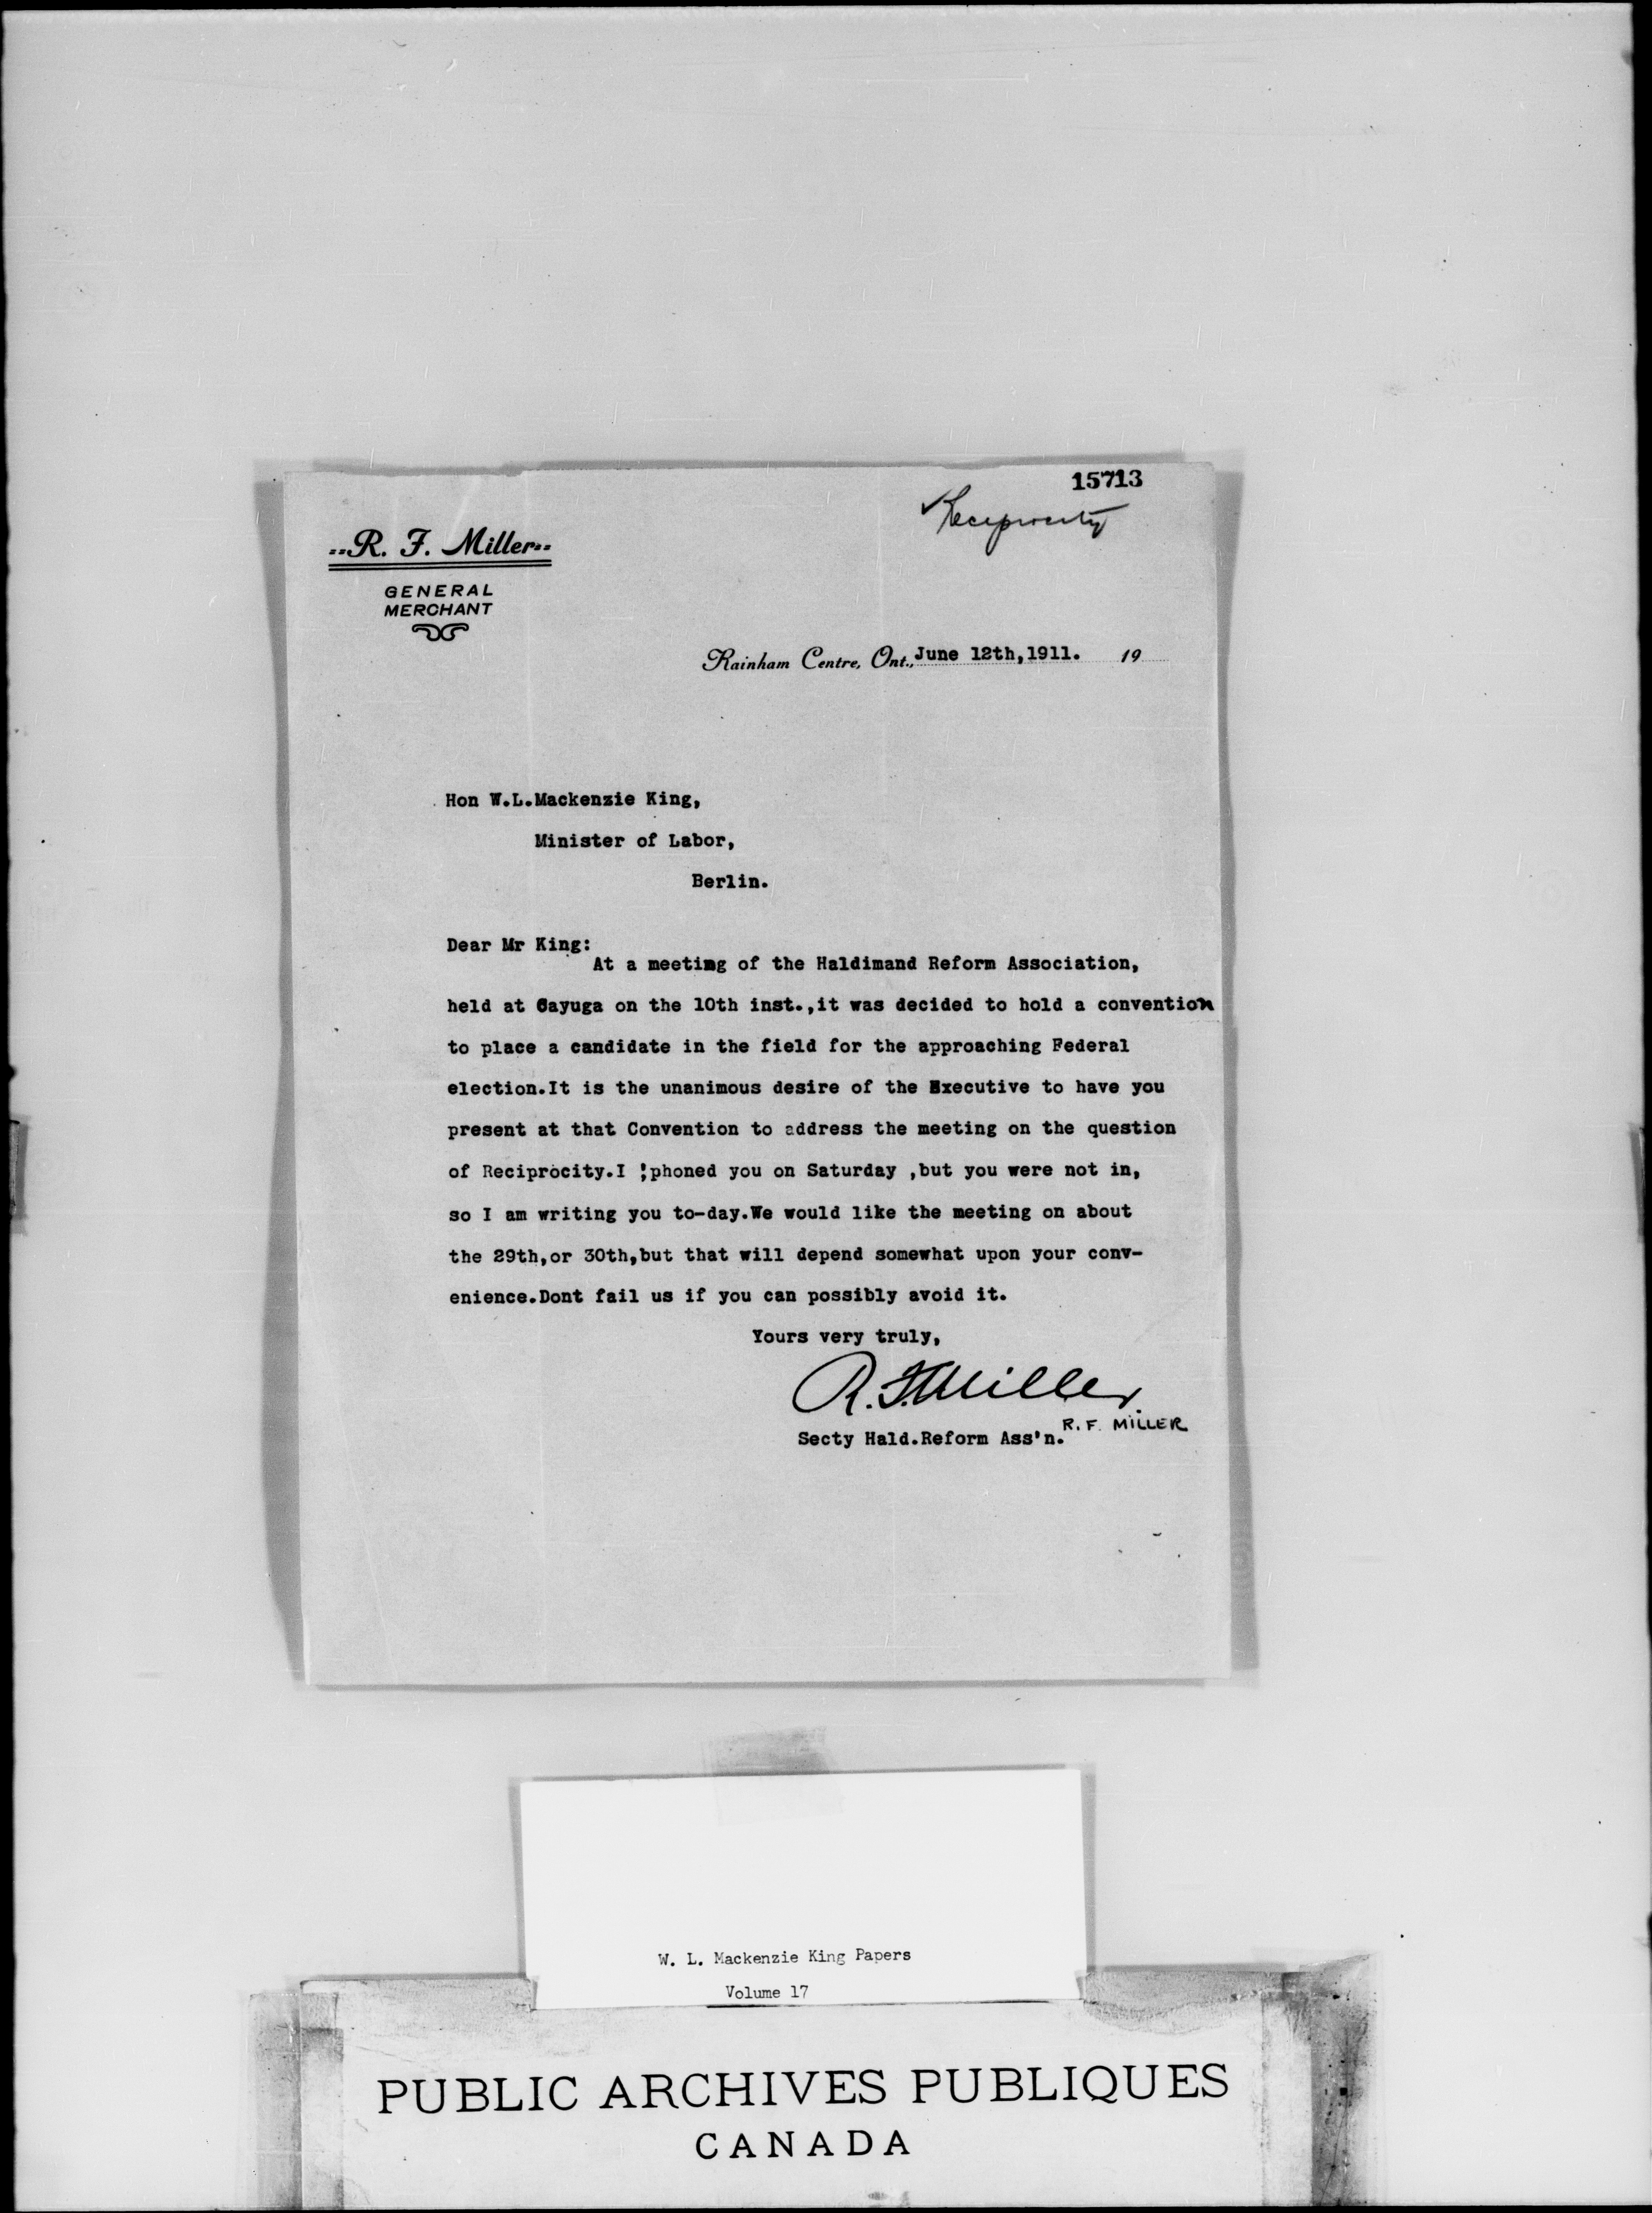 15713
Reciprocity
R. F. Miller
GENERAL
MERCHANT
Rainham Centre, Ont., June 12th,1911. 19
Hon W.L.Mackenzie King,
Minister of Labor,
Berlin.
Dear Mr King:
At a meeting of the Haldimand Reform Association,
held at Cayuga on the 10th inst.,it was decided to hold a convention
to place a candidate in the field for the approaching Federal
election.It is the unanimous desire of the Executive to have you
present at that Convention to address the meeting on the question
of Reciprocity.I 'phoned you on Saturday ,but you were not in,
so I am writing you to-day.We would like the meeting on about
the 29th,or 30th,but that will depend somewhat upon your conv-
enience.Dont fail us if you can possibly avoid it.
Yours very truly,
R. F. Miller
R. F. MILLER
Secty Hald.Reform Ass'n.
W. L. Mackenzie King Papers
Volume 17
PUBLIC ARCHIVES PUBLIQUES
CANADA